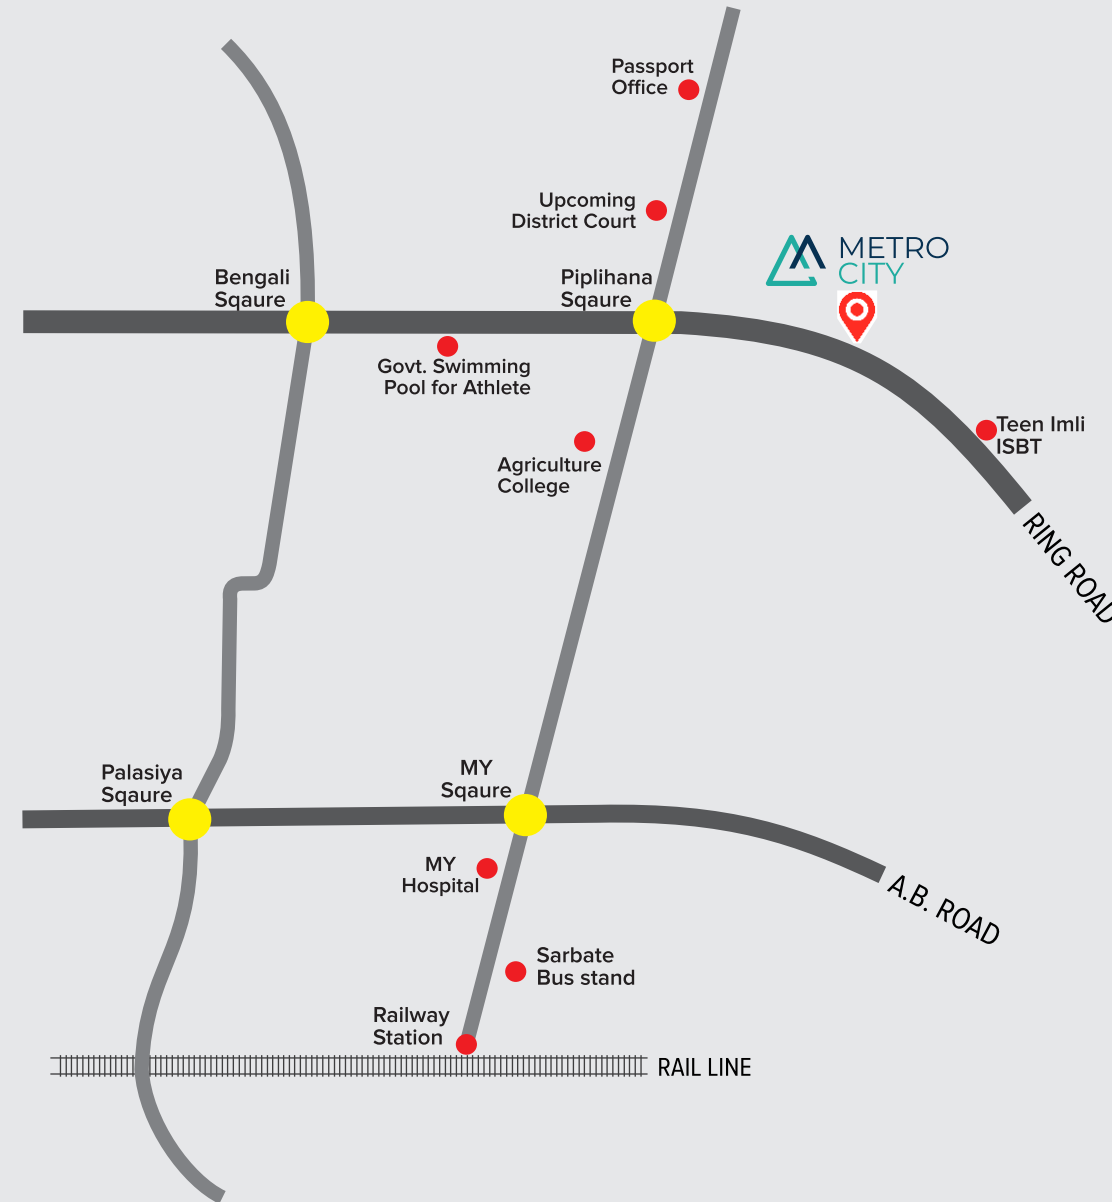 Passport
Office
Upcoming
District Court
METRO
CITY
Bengali
Sqaure
Piplihana
Sqaure
Govt. Swimming
Pool for Athlete
Teen Imli
ISBT
Agriculture
College
RING ROAD
Palasiya
Sqaure
MY
Sqaure
MY
Hospital
A.B. ROAD
Sarbate
Bus stand
Railway
Station
RAIL LINE